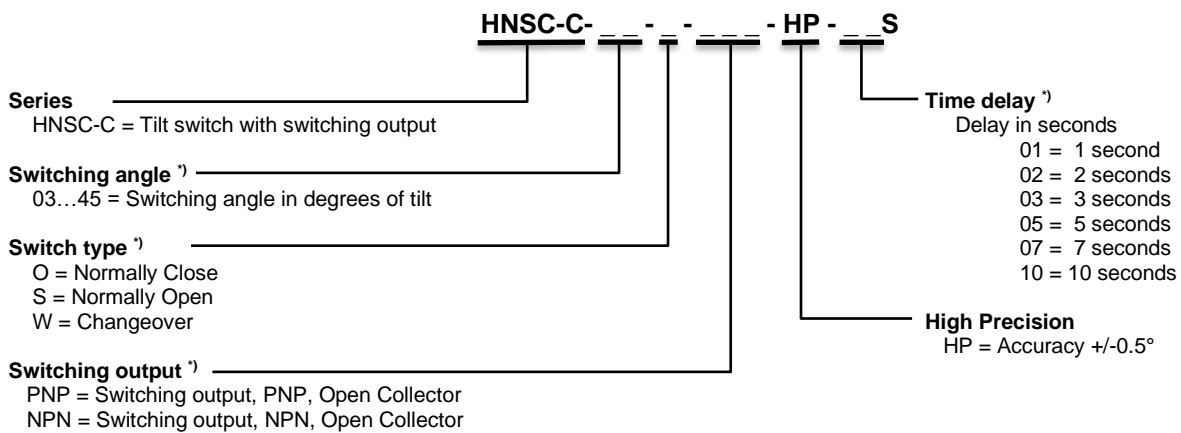 HNSC-C- _ _ - _ - _ _ _ - HP - _ _S
Series
HNSC-C = Tilt switch with switching output
Switching angle *)
03…45 = Switching angle in degrees of tilt
Switch type *)
O = Normally Close
S = Normally Open
W = Changeover
Switching output *)
PNP = Switching output, PNP, Open Collector
NPN = Switching output, NPN, Open Collector
Time delay *)
Delay in seconds
01 = 1 second
02 = 2 seconds
03 = 3 seconds
05 = 5 seconds
07 = 7 seconds
10 = 10 seconds
High Precision
HP = Accuracy +/-0.5°